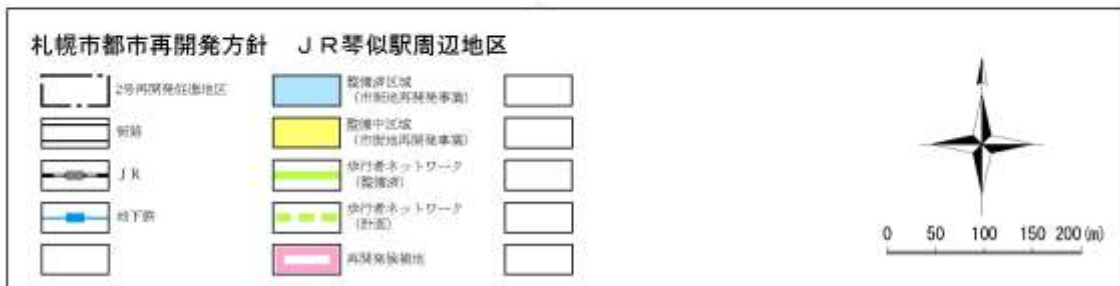 札幌市都市再開発方針　ＪＲ琴似駅周辺地区
2号再開発促進地区
街路
ＪＲ
地下鉄
整備済区域
（市街地再開発事業）
整備中区域
（市街地再開発事業）
歩行者ネットワーク
（整備済）
歩行者ネットワーク
（計画）
再開発候補地
0 50 100 150 200 (m)